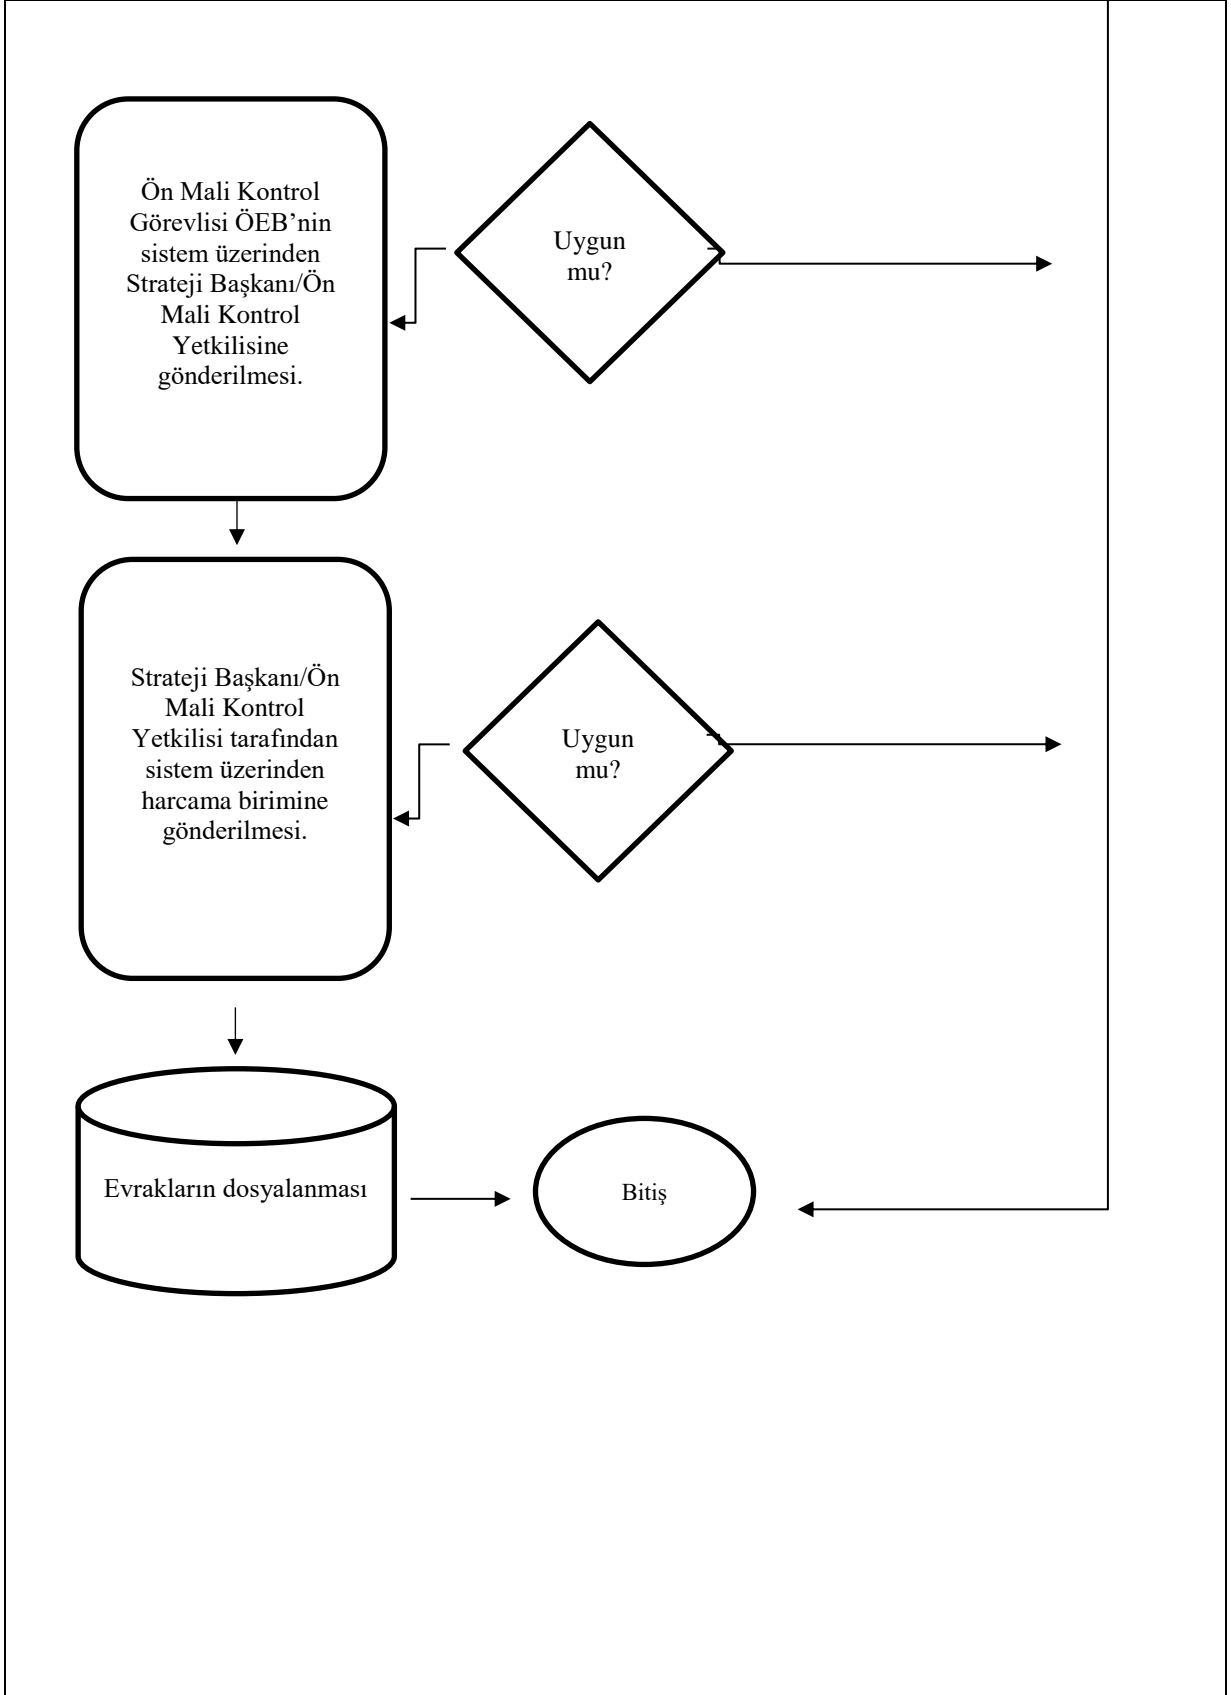 Ön Mali Kontrol
Görevlisi ÖEB’nin
sistem üzerinden
Strateji Başkanı/Ön
Mali Kontrol
Yetkilisine
gönderilmesi.
Uygun
mu?
Strateji Başkanı/Ön
Mali Kontrol
Yetkilisi tarafından
sistem üzerinden
harcama birimine
gönderilmesi.
Uygun
mu?
Evrakların dosyalanması
Bitiş